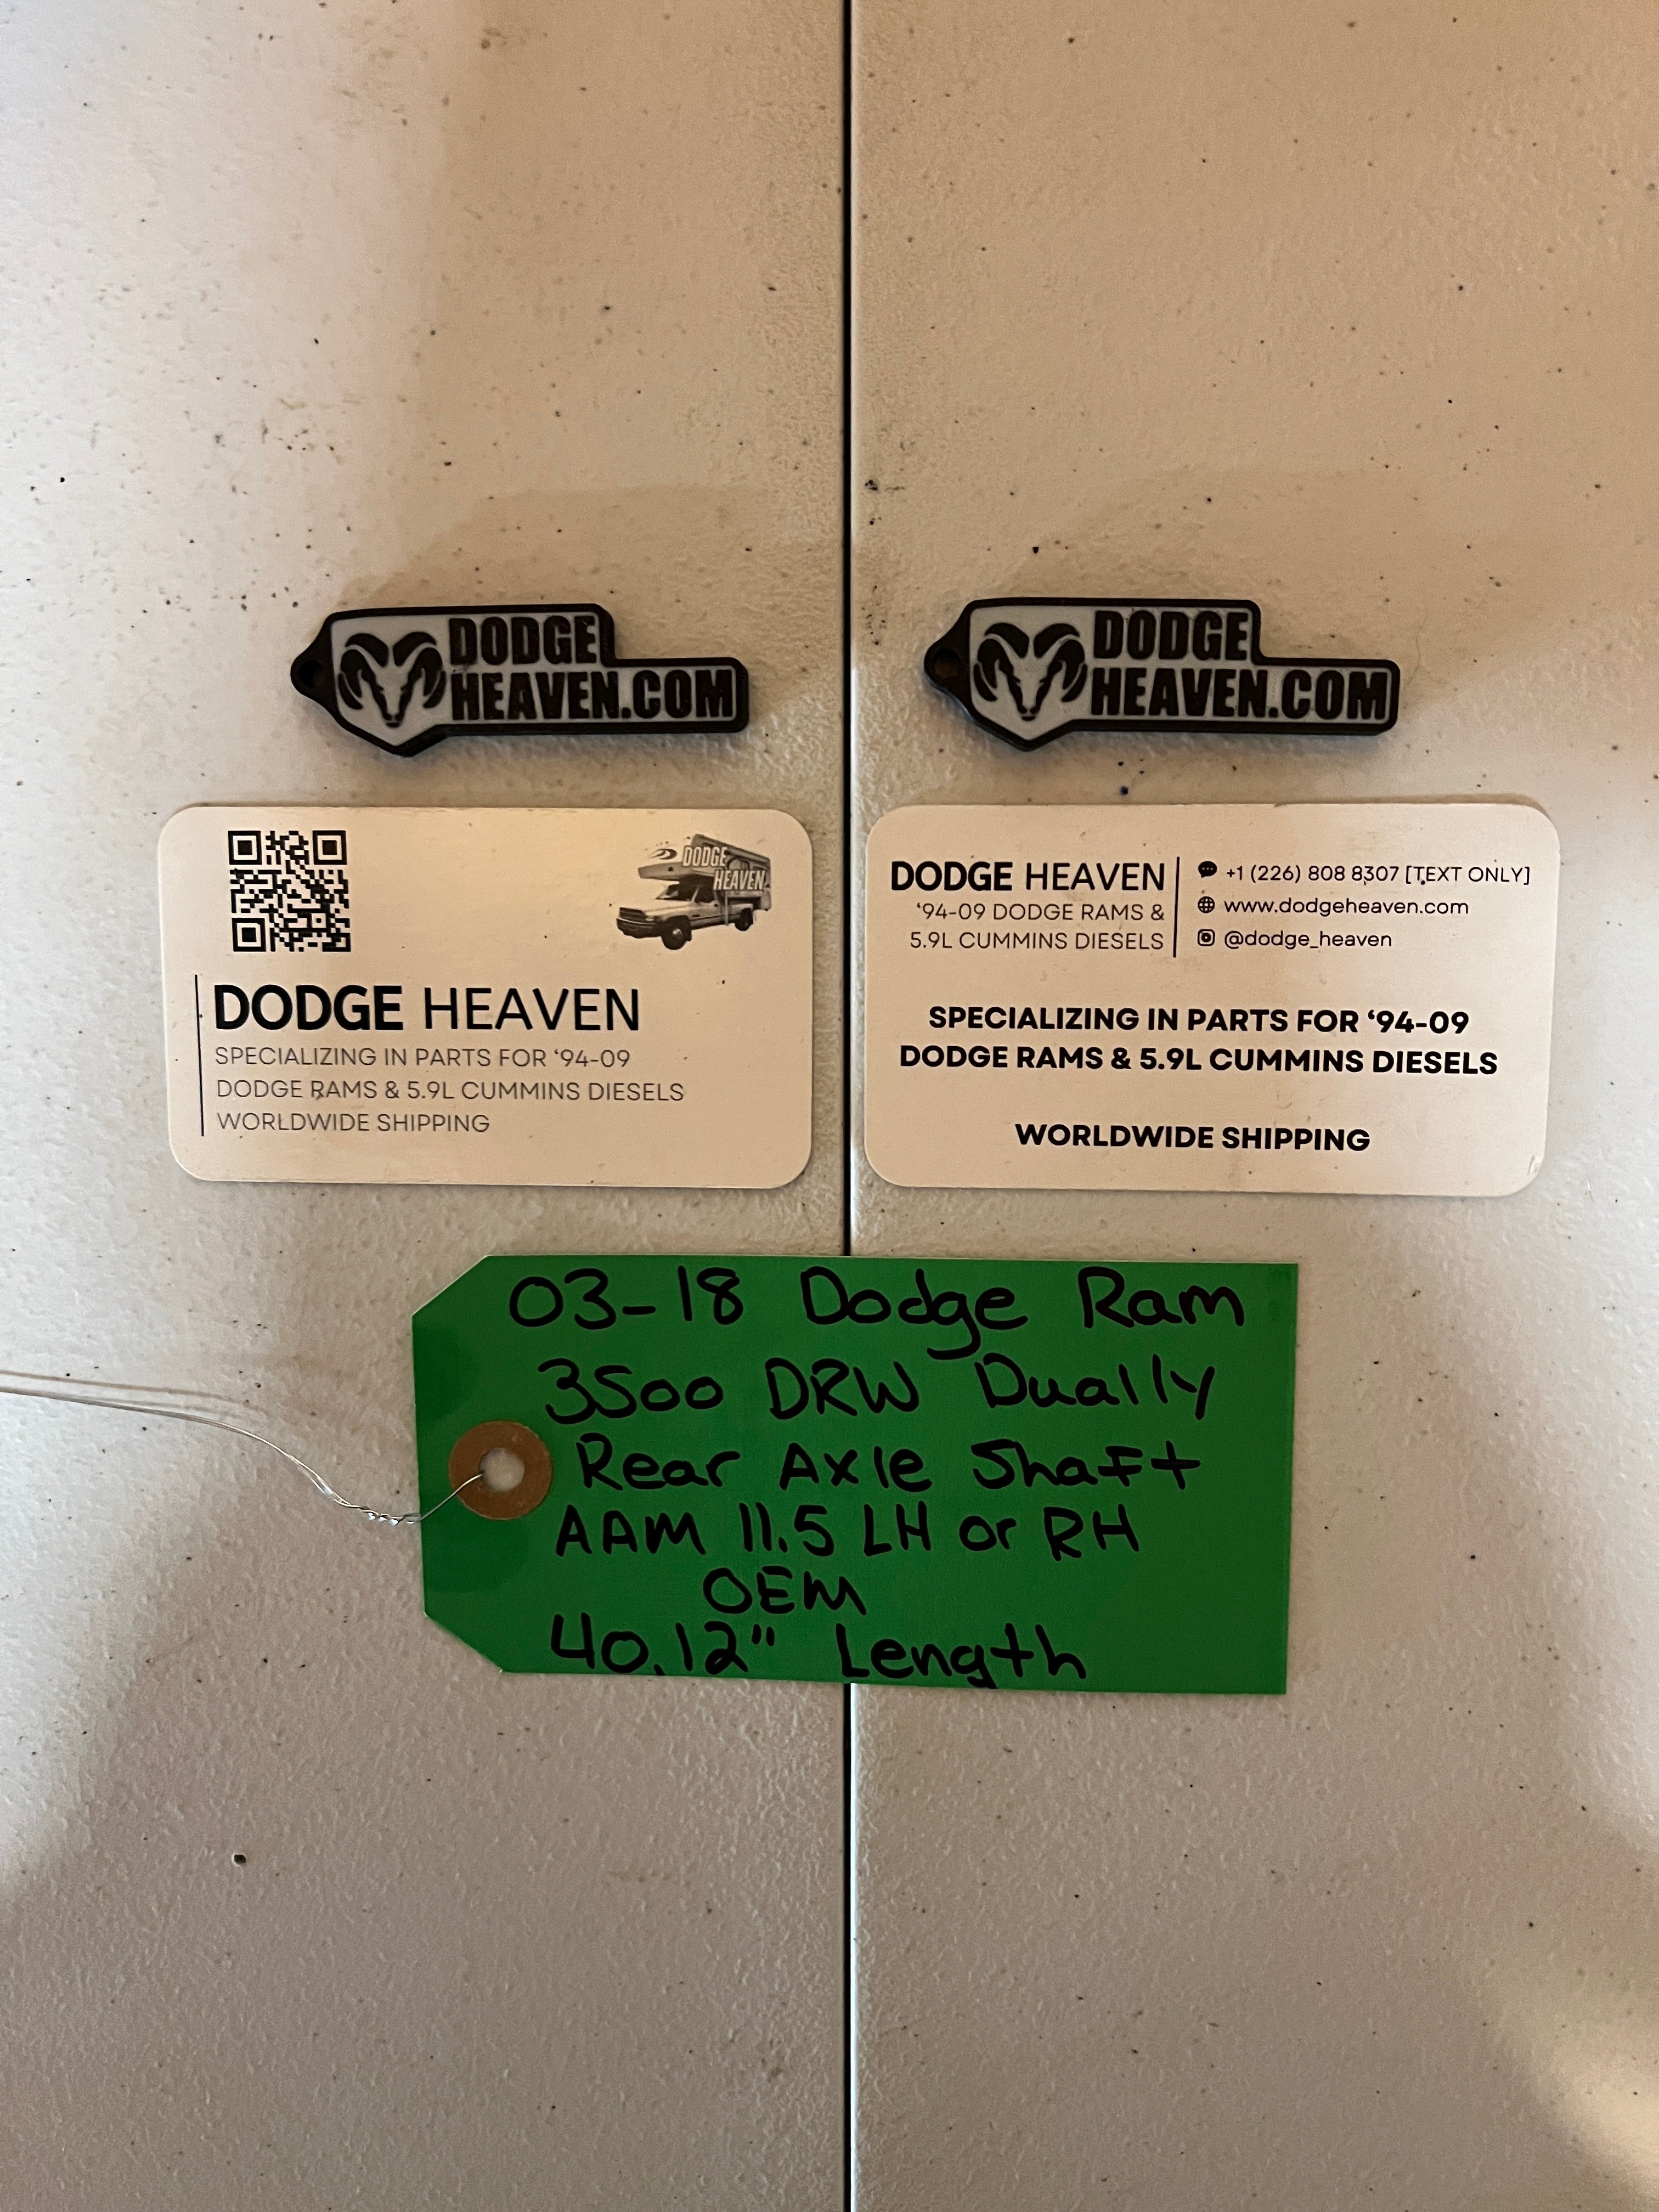 DODGE
HEAVEN.COM
DODGE
HEAVEN.COM
DODGE
HEAVEN
DODGE HEAVEN
SPECIALIZING IN PARTS FOR ‘94-09
DODGE RAMS & 5.9L CUMMINS DIESELS
WORLDWIDE SHIPPING
DODGE HEAVEN
‘94-09 DODGE RAMS &
5.9L CUMMINS DIESELS
+1 (226) 808 8307 [TEXT ONLY]
www.dodgeheaven.com
@dodge_heaven
SPECIALIZING IN PARTS FOR ‘94-09
DODGE RAMS & 5.9L CUMMINS DIESELS
WORLDWIDE SHIPPING
03-18 Dodge Ram
3500 DRW Dually
Rear Axle Shaft
AAM 11.5 LH or RH
OEM
40.12" Length